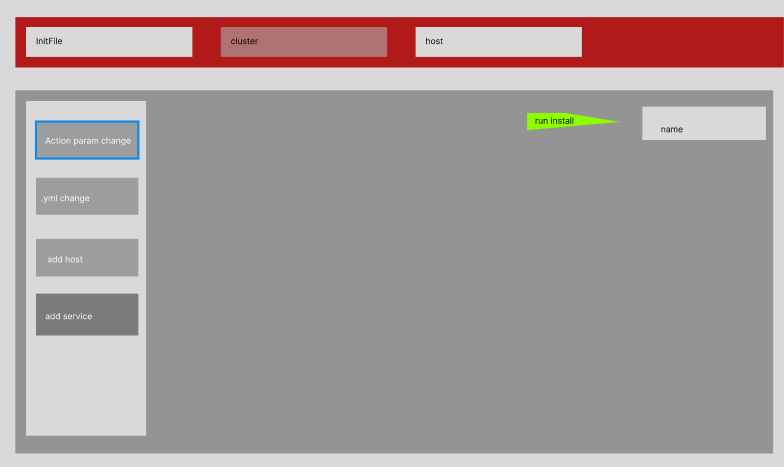 InitFile
cluster
host
run install
name
Action param change
.yml change
add host
add service